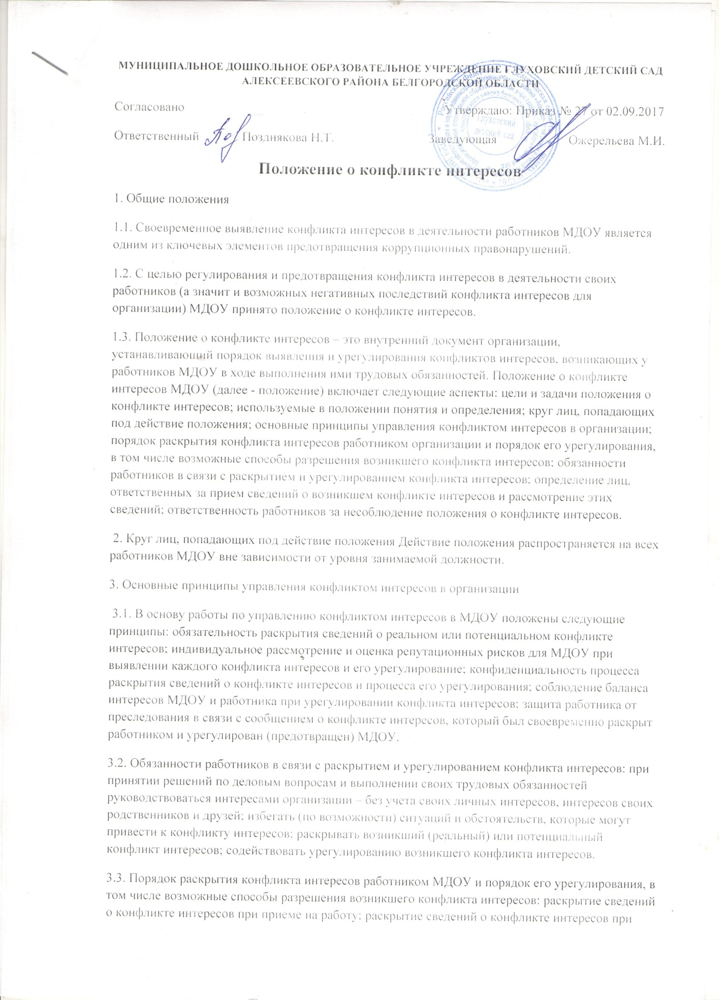 МУНИЦИПАЛЬНОЕ ДОШКОЛЬНОЕ ОБРАЗОВАТЕЛЬНОЕ УЧРЕЖДЕНИЕ ГЛУХОВСКИЙ ДЕТСКИЙ САД
АЛЕКСЕЕВСКОГО РАЙОНА БЕЛГОРОДСКОЙ ОБЛАСТИ
Согласовано Утверждаю: Приказ № 27 от 02.09.2017
Ответственный Позднякова Н.Т. Заведующая Ожерельева М.И.
Глуховский
детский сад
Положение о конфликте интересов
1. Общие положения
1.1. Своевременное выявление конфликта интересов в деятельности работников МДОУ является
одним из ключевых элементов предотвращения коррупционных правонарушений.
1.2. С целью регулирования и предотвращения конфликта интересов в деятельности своих
работников (а значит и возможных негативных последствий конфликта интересов для
организации) МДОУ принято положение о конфликте интересов.
1.3. Положение о конфликте интересов – это внутренний документ организации,
устанавливающий порядок выявления и урегулирования конфликтов интересов, возникающих у
работников МДОУ в ходе выполнения ими трудовых обязанностей. Положение о конфликте
интересов МДОУ (далее - положение) включает следующие аспекты: цели и задачи положения о
конфликте интересов; используемые в положении понятия и определения; круг лиц, попадающих
под действие положения; основные принципы управления конфликтом интересов в организации;
порядок раскрытия конфликта интересов работником организации и порядок его урегулирования,
в том числе возможные способы разрешения возникшего конфликта интересов; обязанности
работников в связи с раскрытием и урегулированием конфликта интересов; определение лиц,
ответственных за прием сведений о возникшем конфликте интересов и рассмотрение этих
сведений; ответственность работников за несоблюдение положения о конфликте интересов.
2. Круг лиц, попадающих под действие положения Действие положения распространяется на всех
работников МДОУ вне зависимости от уровня занимаемой должности.
3. Основные принципы управления конфликтом интересов в организации
3.1. В основу работы по управлению конфликтом интересов в МДОУ положены следующие
принципы: обязательность раскрытия сведений о реальном или потенциальном конфликте
интересов; индивидуальное рассмотрение и оценка репутационных рисков для МДОУ при
выявлении каждого конфликта интересов и его урегулирование; конфиденциальность процесса
раскрытия сведений о конфликте интересов и процесса его урегулирования; соблюдение баланса
интересов МДОУ и работника при урегулировании конфликта интересов; защита работника от
преследования в связи с сообщением о конфликте интересов, который был своевременно раскрыт
работником и урегулирован (предотвращен) МДОУ.
3.2. Обязанности работников в связи с раскрытием и урегулированием конфликта интересов: при
принятии решений по деловым вопросам и выполнении своих трудовых обязанностей
руководствоваться интересами организации – без учета своих личных интересов, интересов своих
родственников и друзей; избегать (по возможности) ситуаций и обстоятельств, которые могут
привести к конфликту интересов; раскрывать возникший (реальный) или потенциальный
конфликт интересов; содействовать урегулированию возникшего конфликта интересов.
3.3. Порядок раскрытия конфликта интересов работником МДОУ и порядок его урегулирования, в
том числе возможные способы разрешения возникшего конфликта интересов: раскрытие сведений
о конфликте интересов при приеме на работу; раскрытие сведений о конфликте интересов при